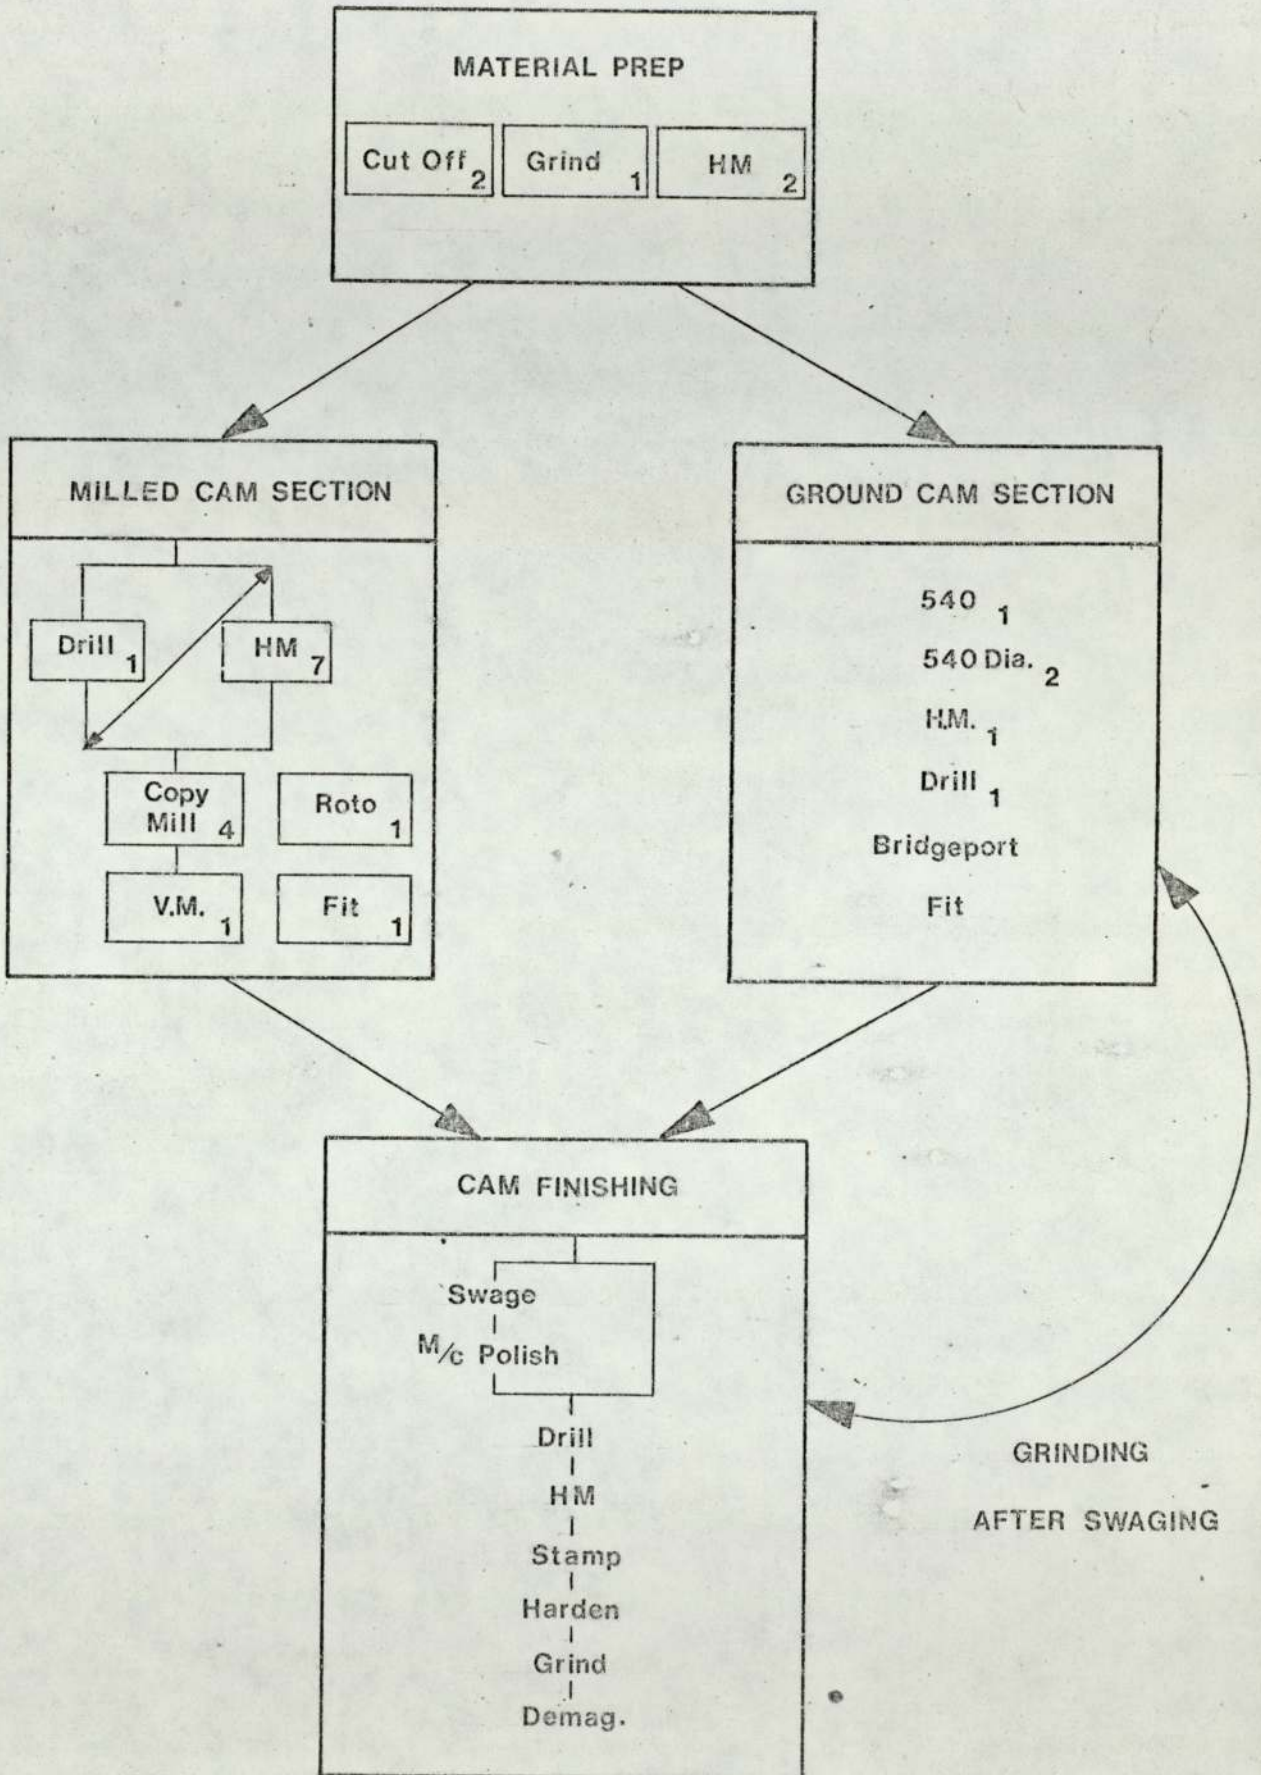 MATERIAL PREP
Cut Off 2
Grind 1
HM 2
MILLED CAM SECTION
Drill 1
HM 7
Copy
Mill 4
Roto 1
V.M. 1
Fit 1
GROUND CAM SECTION
540 1
540 Dia. 2
H.M. 1
Drill 1
Bridgeport
Fit
CAM FINISHING
Swage
M/c Polish
Drill
HM
Stamp
Harden
Grind
Demag.
GRINDING
AFTER SWAGING